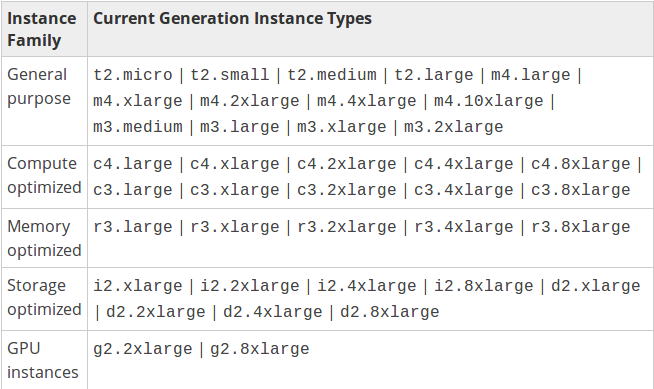 Instance Family | Current Generation Instance Types
General purpose | t2.micro | t2.small | t2.medium | t2.large | m4.large |
m4.xlarge | m4.2xlarge | m4.4xlarge | m4.10xlarge |
m3.medium | m3.large | m3.xlarge | m3.2xlarge
Compute optimized | c4.large | c4.xlarge | c4.2xlarge | c4.4xlarge | c4.8xlarge |
c3.large | c3.xlarge | c3.2xlarge | c3.4xlarge | c3.8xlarge
Memory optimized | r3.large | r3.xlarge | r3.2xlarge | r3.4xlarge | r3.8xlarge
Storage optimized | i2.xlarge | i2.2xlarge | i2.4xlarge | i2.8xlarge | d2.xlarge
| d2.2xlarge | d2.4xlarge | d2.8xlarge
GPU instances | g2.2xlarge | g2.8xlarge